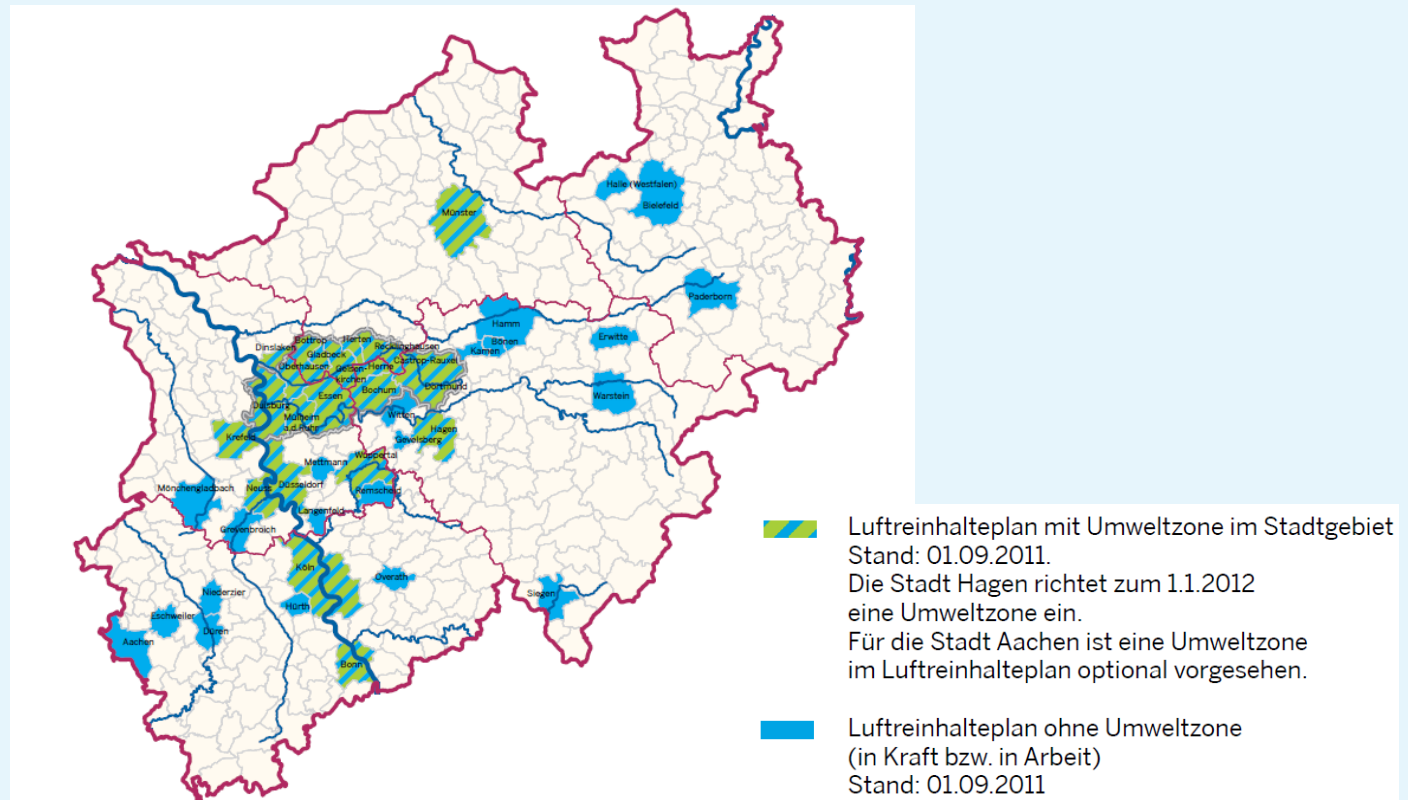 Münster
Halle (Westfalen)
Bielefeld
Paderborn
Hamm
Bönen
Kamen
Erwitte
Warstein
Dinslaken
Bottrop
Gladbeck
Herten
Recklinghausen
Castrop-Rauxel
Oberhausen
Gelsen-
kirchen
Herne
Dortmund
Essen
Bochum
Duisburg
Mülheim
a.d.Ruhr
Witten
Hagen
Gevelsberg
Krefeld
Mettmann
Wuppertal
Mönchengladbach
Neuss
Düsseldorf
Remscheid
Langenfeld
Grevenbroich
Köln
Overath
Hürth
Niederzier
Eschweiler
Düren
Aachen
Bonn
Siegen
Luftreinhalteplan mit Umweltzone im Stadtgebiet
Stand: 01.09.2011.
Die Stadt Hagen richtet zum 1.1.2012
eine Umweltzone ein.
Für die Stadt Aachen ist eine Umweltzone
im Luftreinhalteplan optional vorgesehen.
Luftreinhalteplan ohne Umweltzone
(in Kraft bzw. in Arbeit)
Stand: 01.09.2011